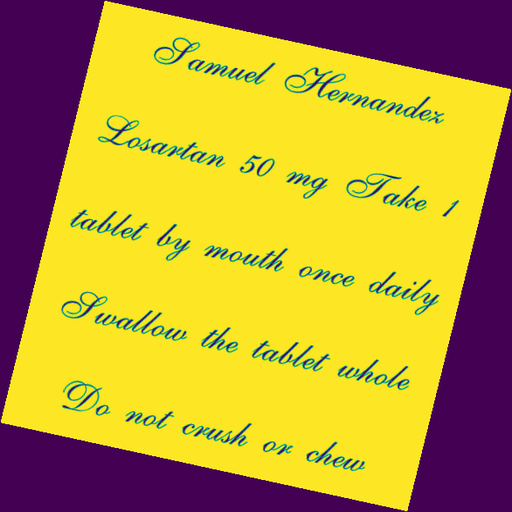 Samuel Hernandez
Losartan 50 mg Take 1
tablet by mouth once daily
Swallow the tablet whole
Do not crush or chew